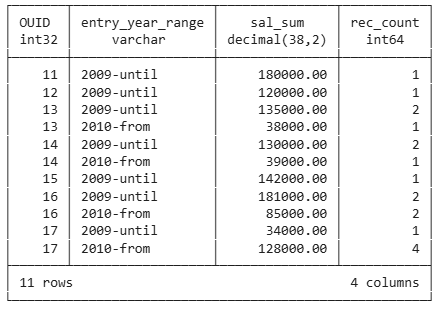 OUID entry_year_range sal_sum rec_count
int32 varchar decimal(38,2) int64
11 2009-until 180000.00 1
12 2009-until 120000.00 1
13 2009-until 135000.00 2
13 2010-from 38000.00 1
14 2009-until 130000.00 2
14 2010-from 39000.00 1
15 2009-until 142000.00 1
16 2009-until 181000.00 2
16 2010-from 85000.00 2
17 2009-until 34000.00 1
17 2010-from 128000.00 4
11 rows 4 columns